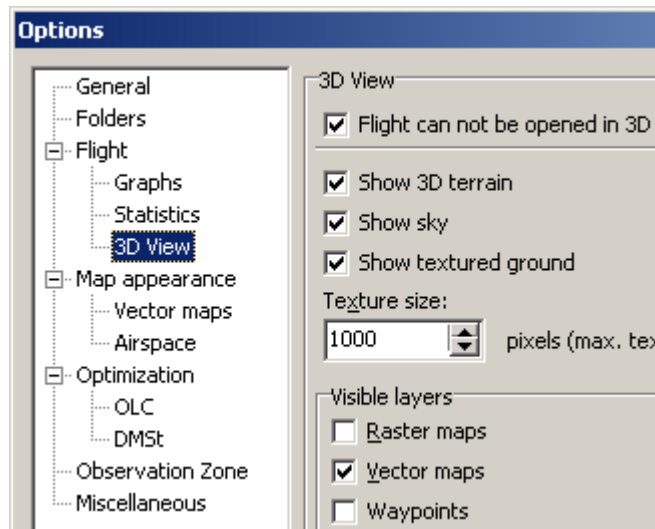 Options
General
Folders
Flight
Graphs
Statistics
3D View
Map appearance
Vector maps
Airspace
Optimization
OLC
DMSt
Observation Zone
Miscellaneous
3D View
Flight can not be opened in 3D
Show 3D terrain
Show sky
Show textured ground
Texture size:
1000 pixels (max. tex
Visible layers
Raster maps
Vector maps
Waypoints